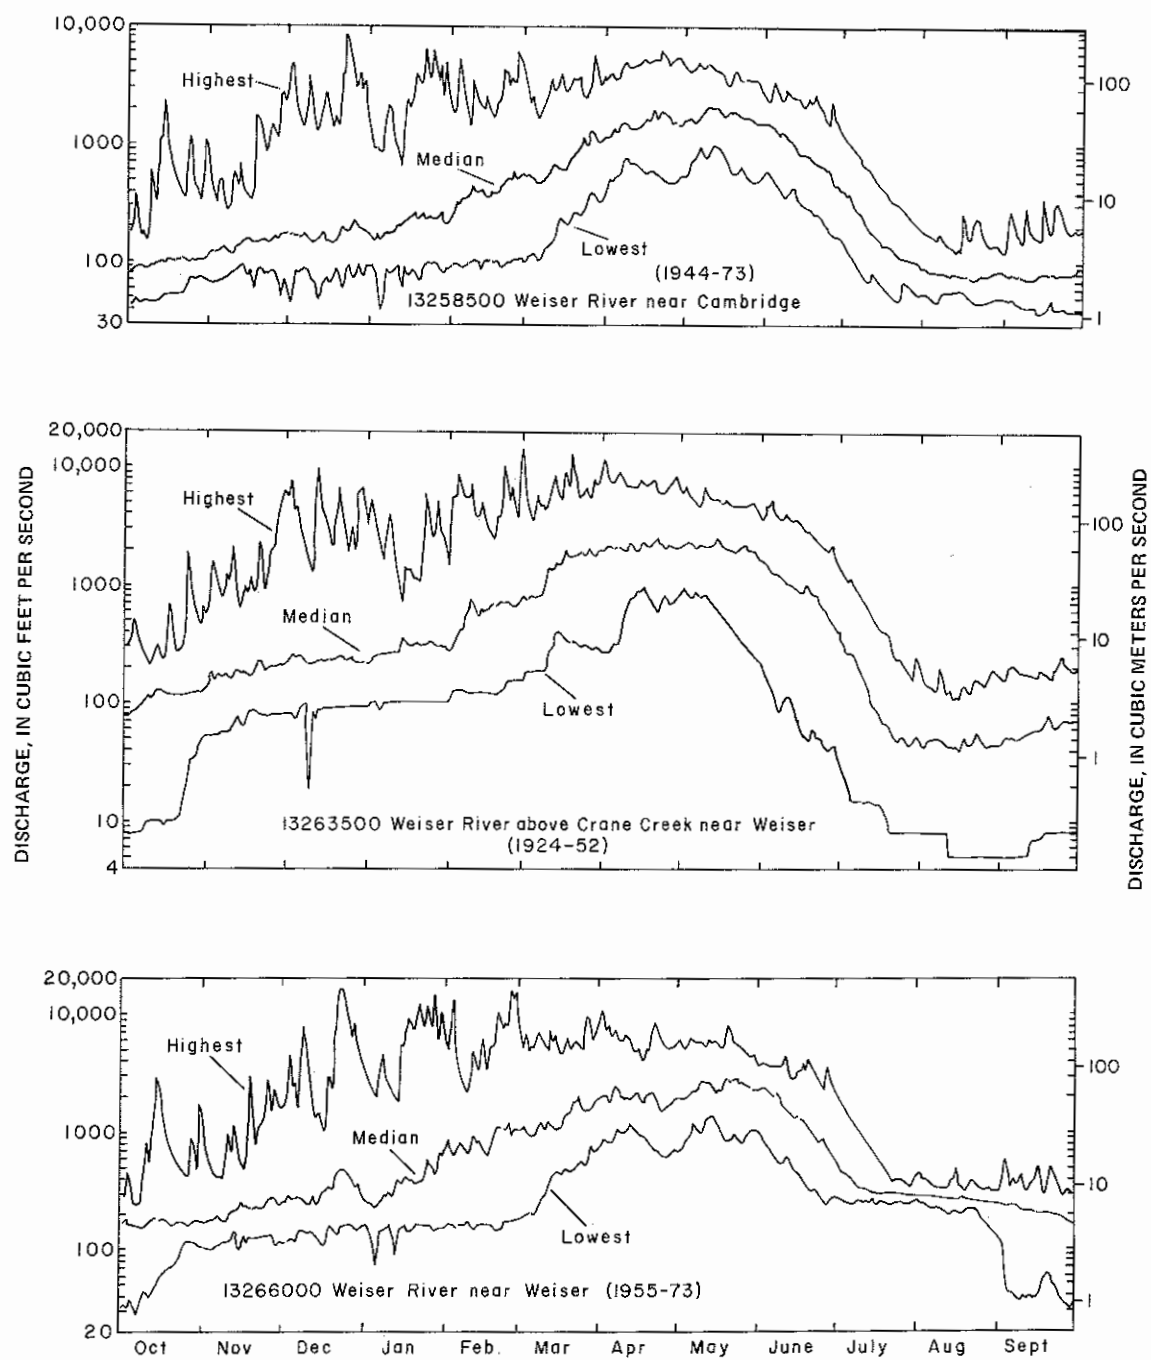 10,000
Highest
100
1000
Median
10
Lowest
100
(1944-73)
13258500 Weiser River near Cambridge
30
1
20,000
10,000
Highest
100
1000
Median
10
100
Lowest
1
10
13263500 Weiser River above Crane Creek near Weiser
(1924-52)
4
DISCHARGE, IN CUBIC FEET PER SECOND
DISCHARGE, IN CUBIC METERS PER SECOND
20,000
10,000
Highest
100
1000
Median
10
Lowest
100
13266000 Weiser River near Weiser (1955-73)
1
20
Oct Nov Dec Jan Feb. Mar Apr May June July Aug Sept